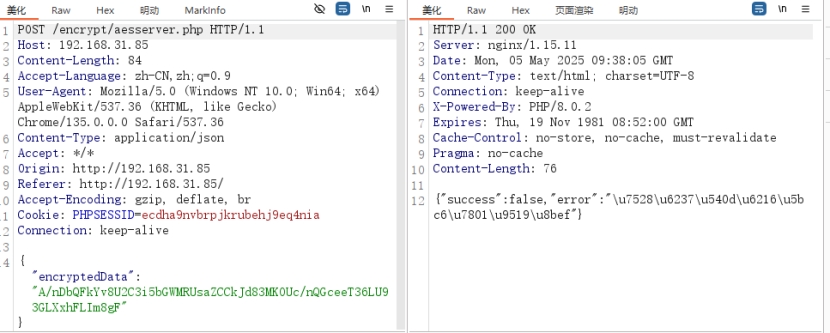 美化 Raw Hex 明动 MarkInfo \n
1 POST /encrypt/aesserver.php HTTP/1.1
2 Host: 192.168.31.85
3 Content-Length: 84
4 Accept-Language: zh-CN,zh;q=0.9
5 User-Agent: Mozilla/5.0 (Windows NT 10.0; Win64; x64)
AppleWebKit/537.36 (KHTML, like Gecko)
Chrome/135.0.0.0 Safari/537.36
6 Content-Type: application/json
7 Accept: */*
8 Origin: http://192.168.31.85
9 Referer: http://192.168.31.85/
10 Accept-Encoding: gzip, deflate, br
11 Cookie: PHPSESSID=ecdha9nvbrpjkrubehj9eq4nia
12 Connection: keep-alive
13
14 {
"encryptedData":
"A/nDbQFkYv8U2C3i5bGWMRUsaZCCkJd83MK0Uc/nQGceeT36LU9
3GLXxhFLIm8gF"
}
美化 Raw Hex 页面渲染 明动 \n
1 HTTP/1.1 200 OK
2 Server: nginx/1.15.11
3 Date: Mon, 05 May 2025 09:38:05 GMT
4 Content-Type: text/html; charset=UTF-8
5 Connection: keep-alive
6 X-Powered-By: PHP/8.0.2
7 Expires: Thu, 19 Nov 1981 08:52:00 GMT
8 Cache-Control: no-store, no-cache, must-revalidate
9 Pragma: no-cache
10 Content-Length: 76
11
12 {"success":false,"error":"\u7528\u6237\u540d\u6216\u5b
c6\u7801\u9519\u8bef"}